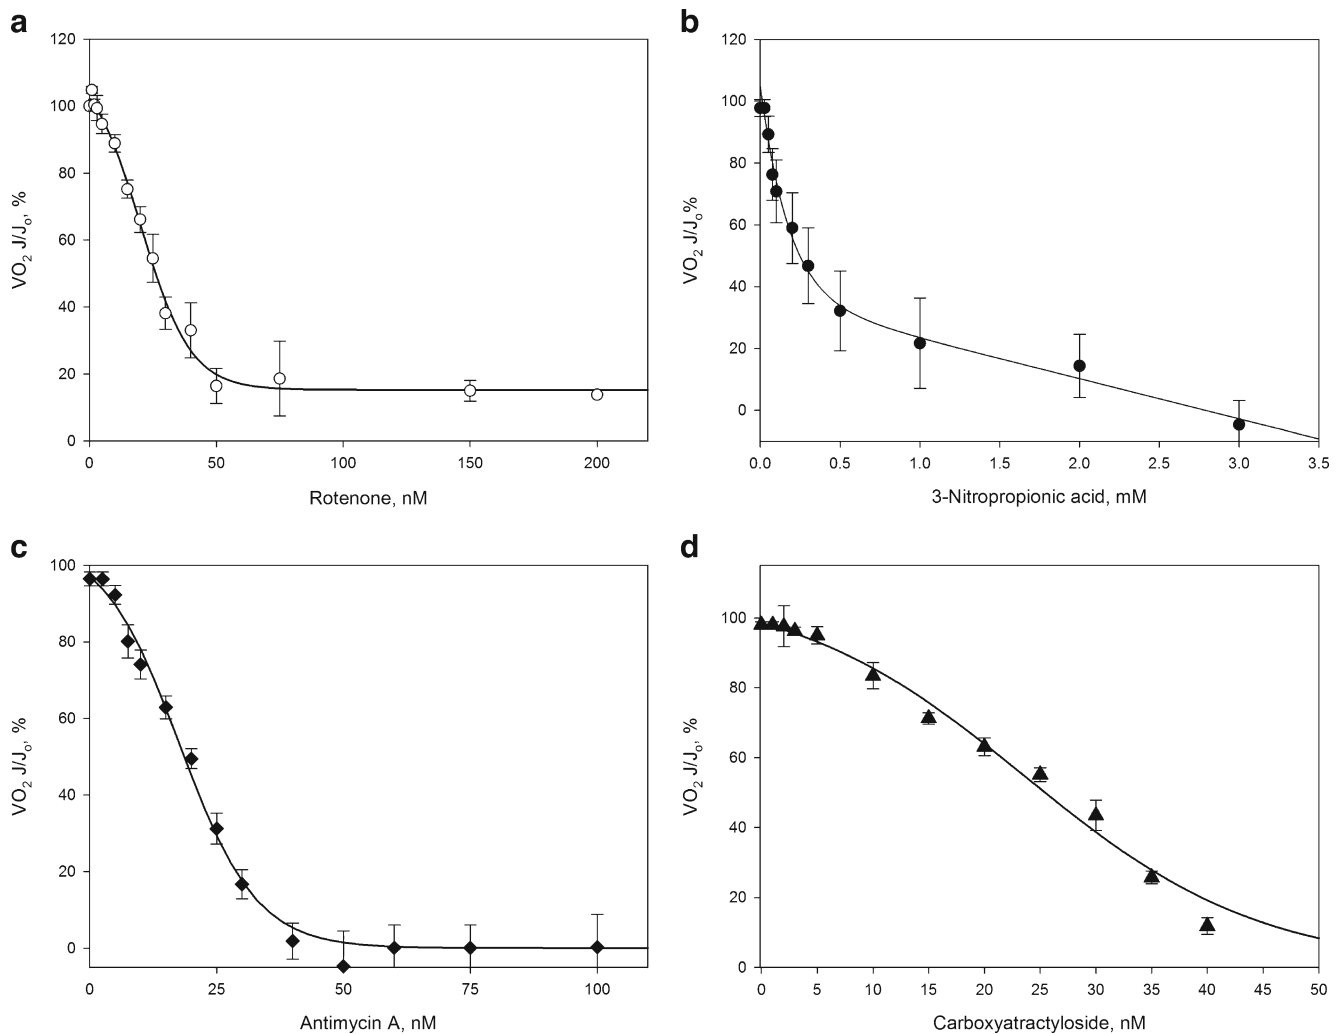 a
120
100
80
60
40
20
0
VO2 J/Jo, %
0 50 100 150 200
Rotenone, nM
b
120
100
80
60
40
20
0
VO2 J/Jo%
0.0 0.5 1.0 1.5 2.0 2.5 3.0 3.5
3-Nitropropionic acid, mM
c
100
80
60
40
20
0
VO2 J/Jo, %
0 25 50 75 100
Antimycin A, nM
d
100
80
60
40
20
0
VO2 J/Jo, %
0 5 10 15 20 25 30 35 40 45 50
Carboxyatractyloside, nM